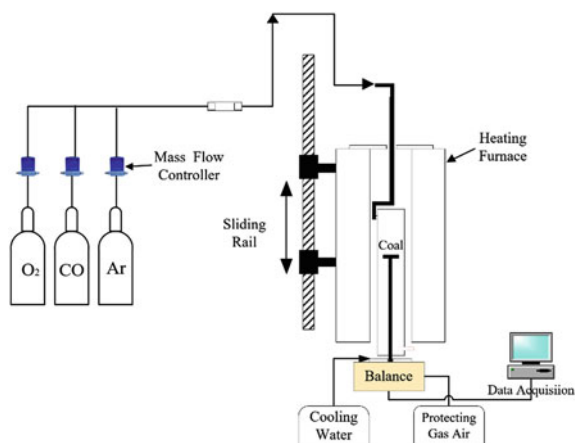 Mass Flow
Controller
O2
CO
Ar
Sliding
Rail
Heating
Furnace
Coal
Balance
Cooling
Water
Protecting
Gas Air
Data Acquisiion